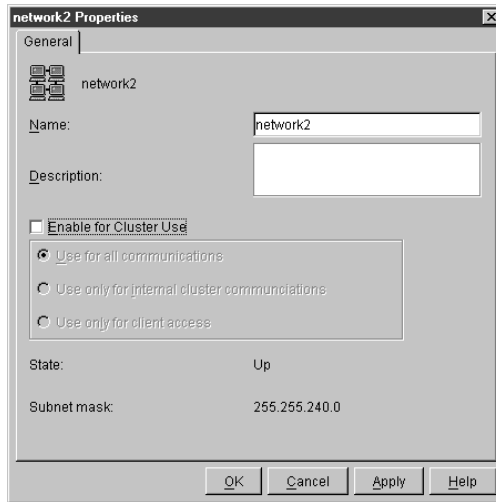 network2 Properties
General
network2
Name: network2
Description:
Enable for Cluster Use
Use for all communications
Use only for internal cluster communciations
Use only for client access
State: Up
Subnet mask: 255.255.240.0
OK Cancel Apply Help